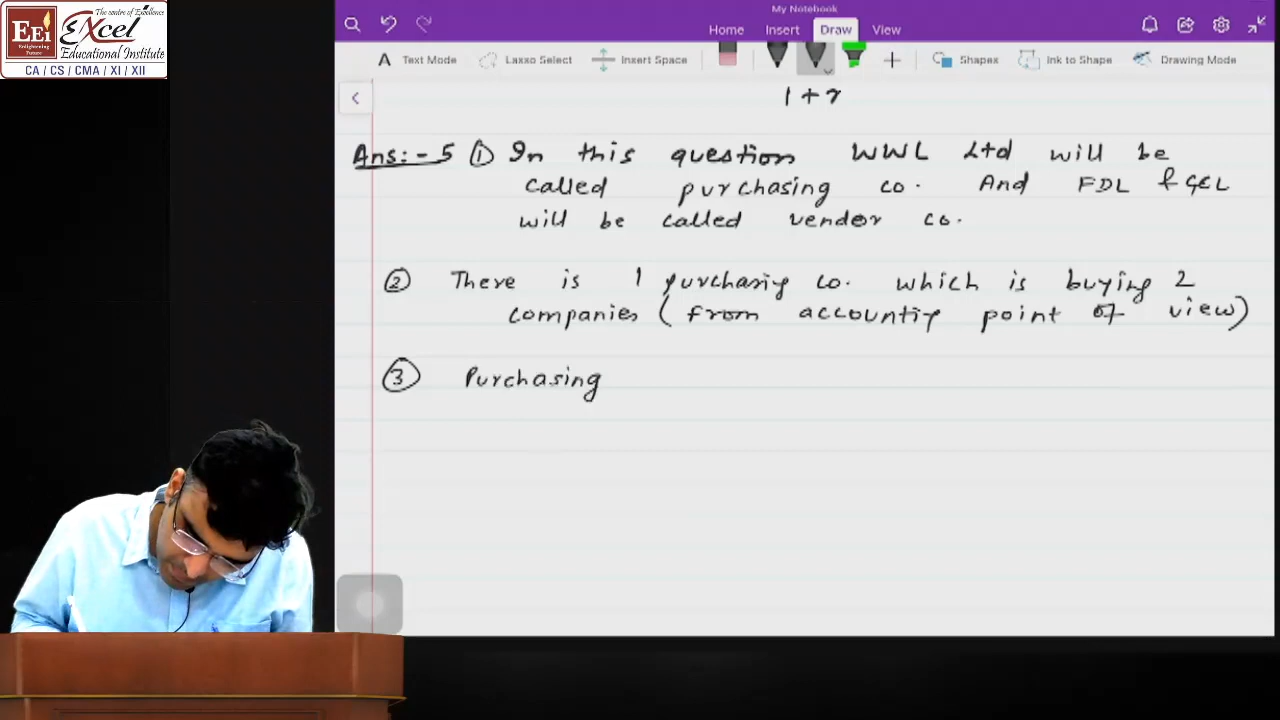 The centre of Excellence
EEi
Enlightening
Future
Excel
Educational Institute
CA / CS / CMA / XI / XII
My Notebook
Home Insert Draw View
A Text Mode Lasso Select Insert Space Shapes Ink to Shape Drawing Mode
1 + r
Ans:- 5 ① In this question WWL Ltd will be
called purchasing co. And FDL & GEL
will be called vendor co.
② There is 1 purchasing co. which is buying 2
companies (from accounting point of view)
③ Purchasing